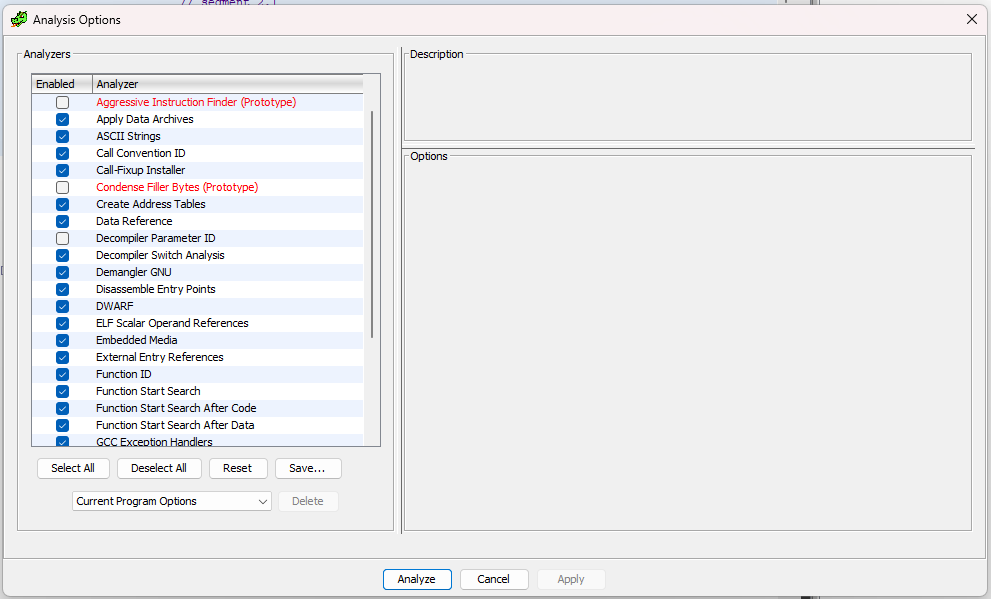 // segment 2.1
Analysis Options
Analyzers
Enabled Analyzer
Aggressive Instruction Finder (Prototype)
Apply Data Archives
ASCII Strings
Call Convention ID
Call-Fixup Installer
Condense Filler Bytes (Prototype)
Create Address Tables
Data Reference
Decompiler Parameter ID
Decompiler Switch Analysis
Demangler GNU
Disassemble Entry Points
DWARF
ELF Scalar Operand References
Embedded Media
External Entry References
Function ID
Function Start Search
Function Start Search After Code
Function Start Search After Data
GCC Exception Handlers
Select All Deselect All Reset Save...
Current Program Options Delete
Description
Options
Analyze Cancel Apply